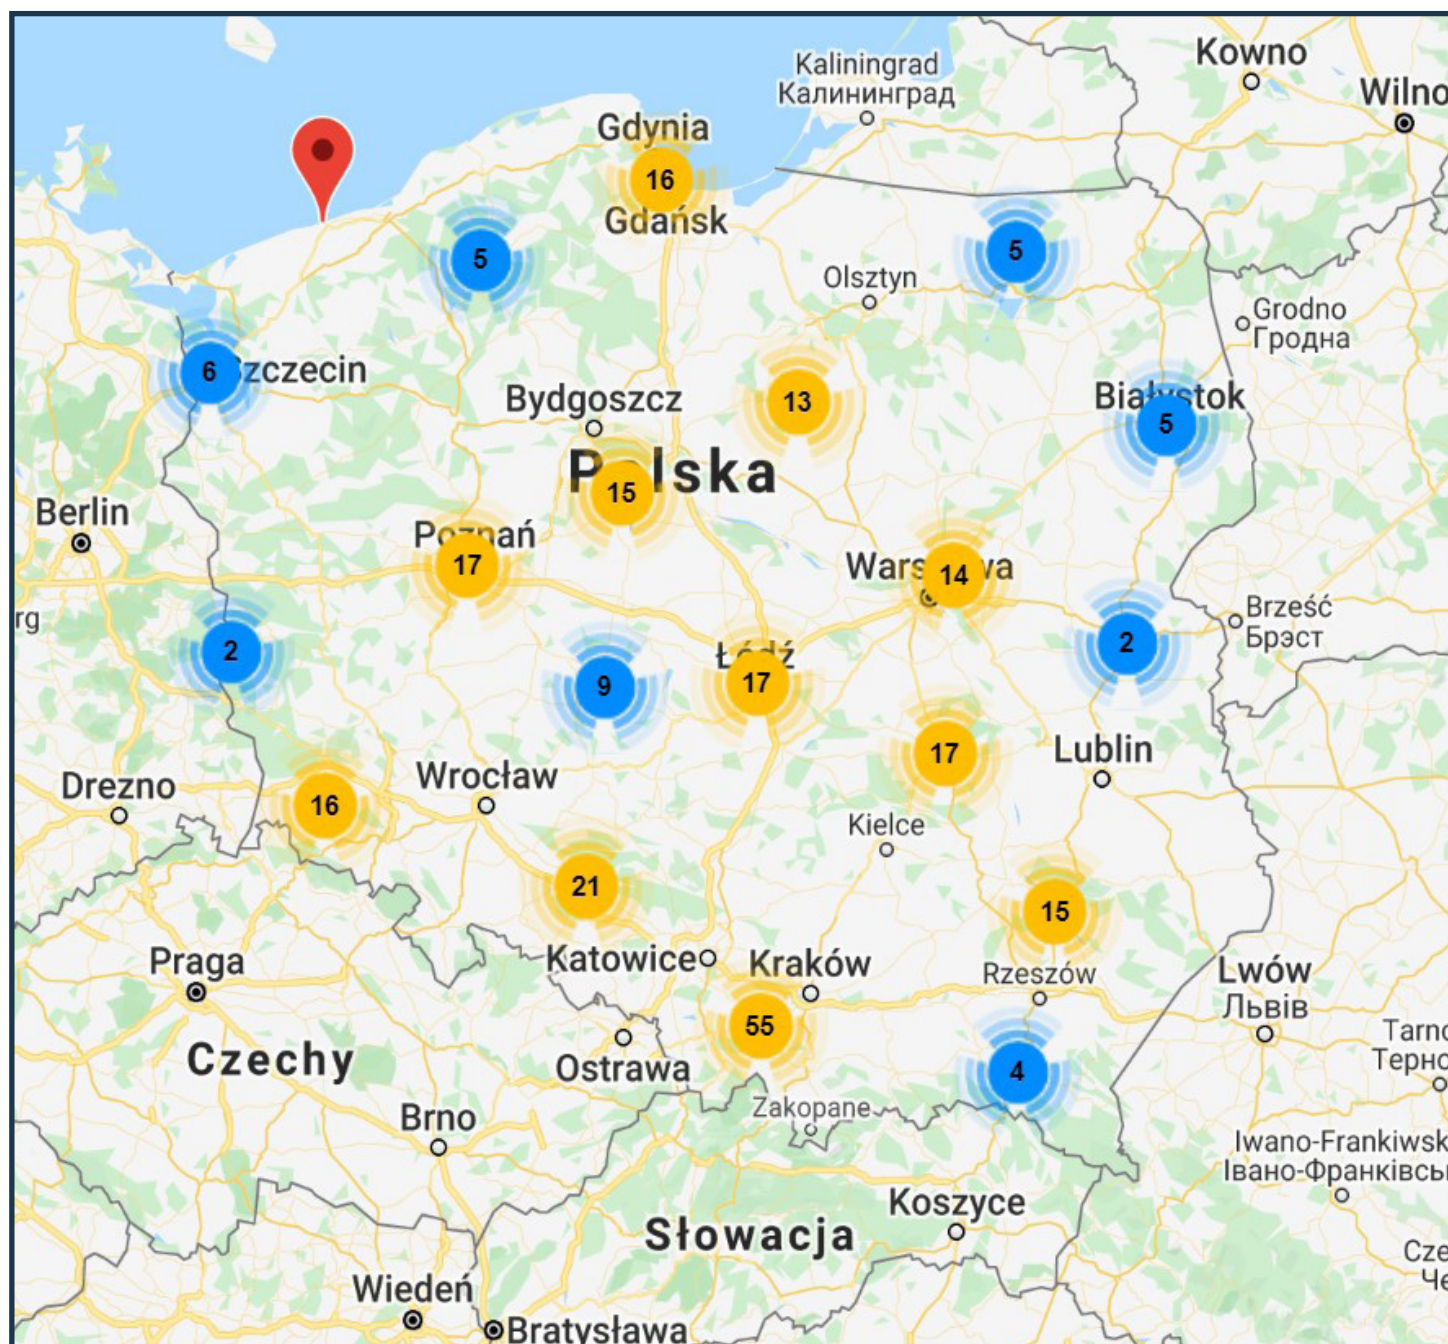 Kowno
Kaliningrad
Калининград
Wilno
Gdynia
16
Gdańsk
5
5
Olsztyn
Grodno
Гродна
6
Szczecin
Bydgoszcz
13
Białystok
5
Polska
15
Berlin
Poznań
17
Warszawa
14
rg
Brześć
Брэст
2
2
Łódź
17
9
17
Lublin
Wrocław
Drezno
16
Kielce
21
15
Katowice
Kraków
Rzeszów
Lwów
Львів
Praga
55
Tarno
Терно
Czechy
Ostrawa
4
Zakopane
Brno
Iwano-Frankiwsk
Івано-Франківсь
Koszyce
Słowacja
Cze
Че
Wiedeń
Bratysława